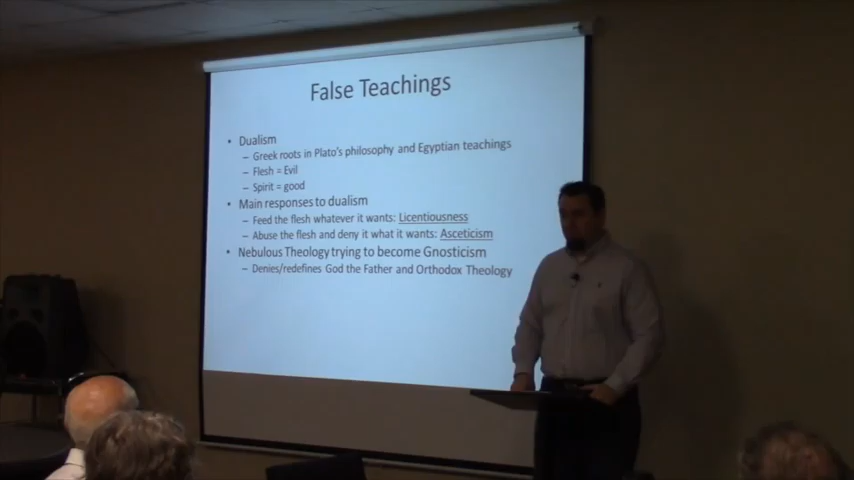 False Teachings
• Dualism
– Greek roots in Plato's philosophy and Egyptian teachings
– Flesh = Evil
– Spirit = good
• Main responses to dualism
– Feed the flesh whatever it wants: Licentiousness
– Abuse the flesh and deny it what it wants: Asceticism
• Nebulous Theology trying to become Gnosticism
– Denies/redefines God the Father and Orthodox Theology